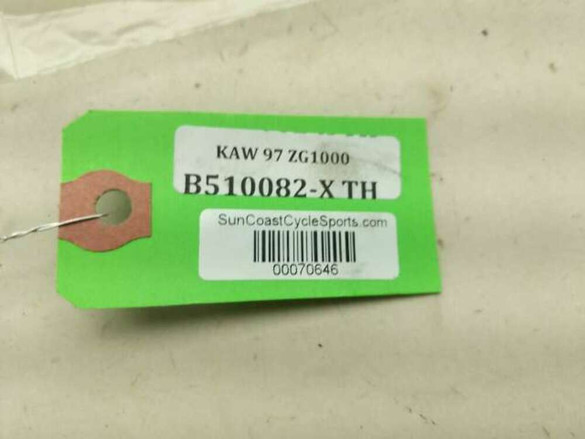 KAW 97 ZG1000
B510082-X TH
SunCoastCycleSports.com
00070646